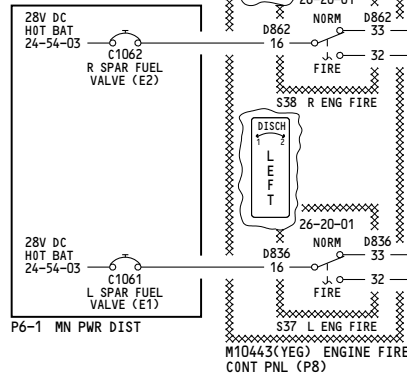 26-20-01
28V DC
HOT BAT
24-54-03
C1062
R SPAR FUEL
VALVE (E2)
D862
16
NORM
D862
33
32
FIRE
S38 R ENG FIRE
DISCH
1 2
L
E
F
T
26-20-01
28V DC
HOT BAT
24-54-03
C1061
L SPAR FUEL
VALVE (E1)
D836
16
NORM
D836
33
32
FIRE
S37 L ENG FIRE
P6-1 MN PWR DIST
M10443(YEG) ENGINE FIRE
CONT PNL (P8)